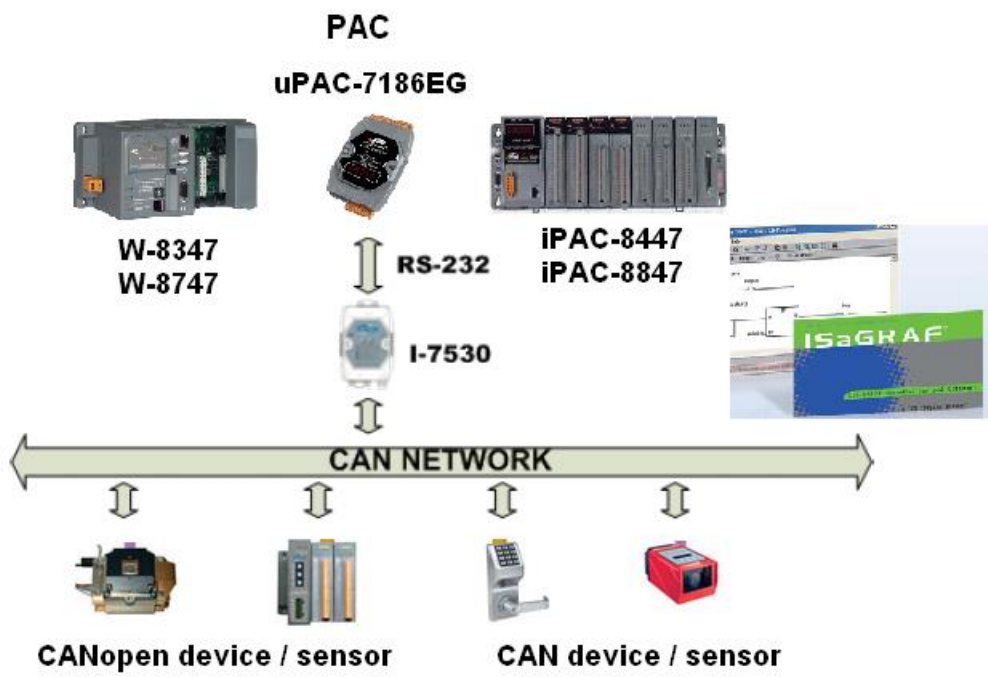 PAC
uPAC-7186EG
W-8347
W-8747
iPAC-8447
iPAC-8847
RS-232
I-7530
ISaGRAF
CAN NETWORK
CANopen device / sensor
CAN device / sensor